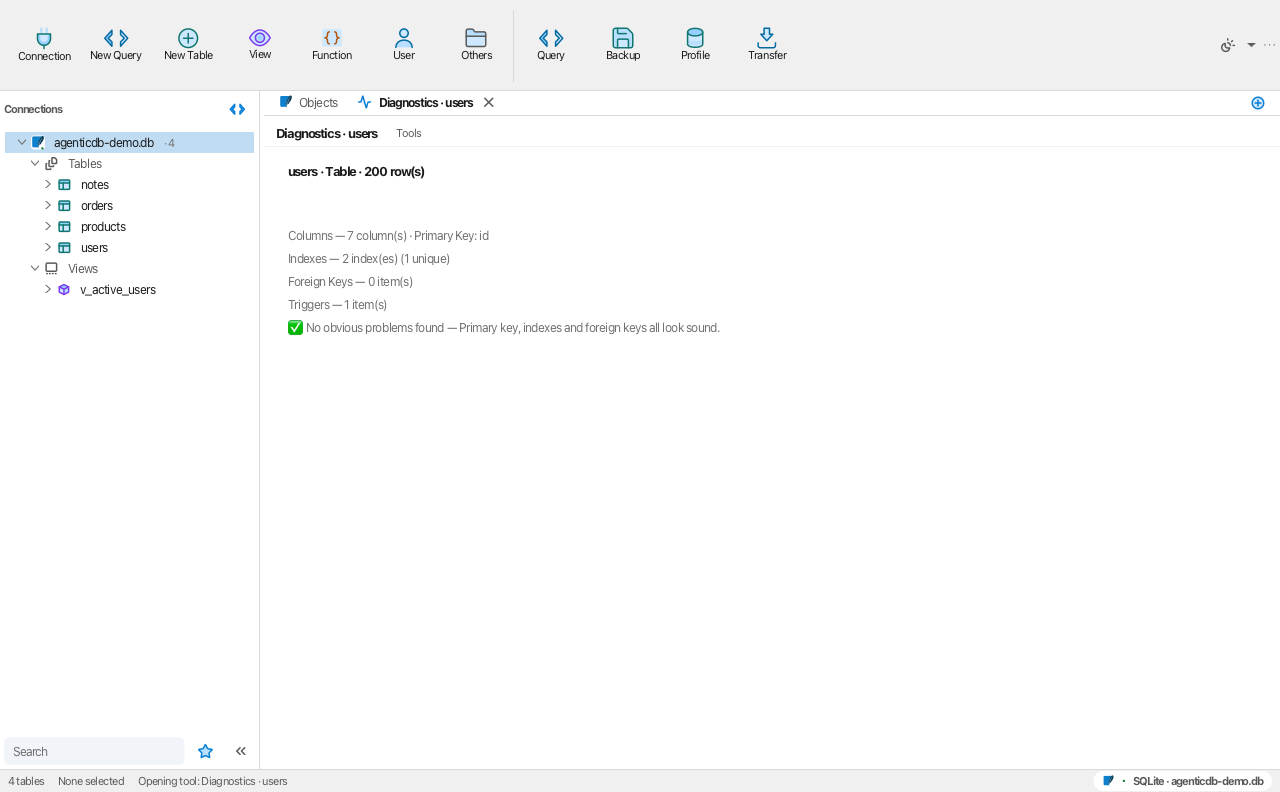 Connection
New Query
New Table
View
Function
User
Others
Query
Backup
Profile
Transfer
Connections
agenticdb-demo.db · 4
Tables
notes
orders
products
users
Views
v_active_users
Search
Objects
Diagnostics · users
Diagnostics · users
Tools
users · Table · 200 row(s)
Columns — 7 column(s) · Primary Key: id
Indexes — 2 index(es) (1 unique)
Foreign Keys — 0 item(s)
Triggers — 1 item(s)
✅ No obvious problems found — Primary key, indexes and foreign keys all look sound.
4 tables
None selected
Opening tool: Diagnostics · users
SQLite · agenticdb-demo.db